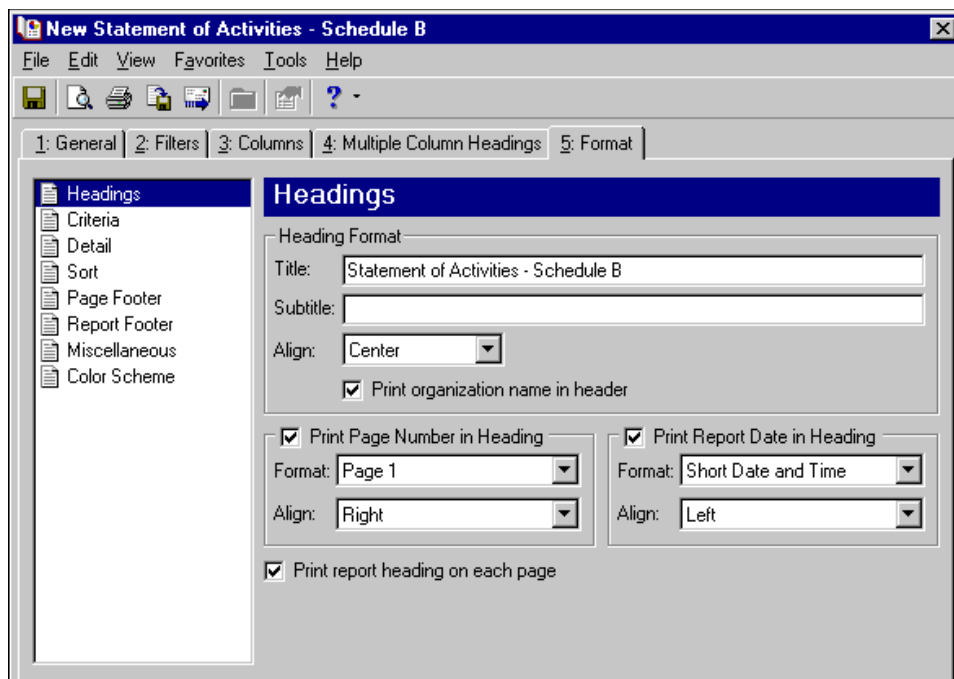 New Statement of Activities - Schedule B
File Edit View Favorites Tools Help
?
1: General 2: Filters 3: Columns 4: Multiple Column Headings 5: Format
Headings
Criteria
Detail
Sort
Page Footer
Report Footer
Miscellaneous
Color Scheme
Headings
Heading Format
Title: Statement of Activities - Schedule B
Subtitle:
Align: Center
Print organization name in header
Print Page Number in Heading
Format: Page 1
Align: Right
Print Report Date in Heading
Format: Short Date and Time
Align: Left
Print report heading on each page